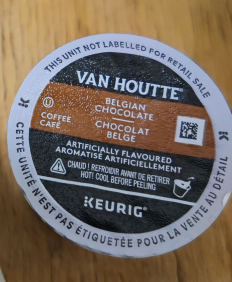 THIS UNIT NOT LABELLED FOR RETAIL SALE
VAN HOUTTE
BELGIAN
CHOCOLATE
COFFEE
CAFÉ
CHOCOLAT
BELGE
ARTIFICIALLY FLAVOURED
AROMATISÉ ARTIFICIELLEMENT
CHAUD ! REFROIDIR AVANT DE RETIRER
HOT! COOL BEFORE PEELING
KEURIG®
CETTE UNITÉ N'EST PAS ÉTIQUETÉE POUR LA VENTE AU DÉTAIL